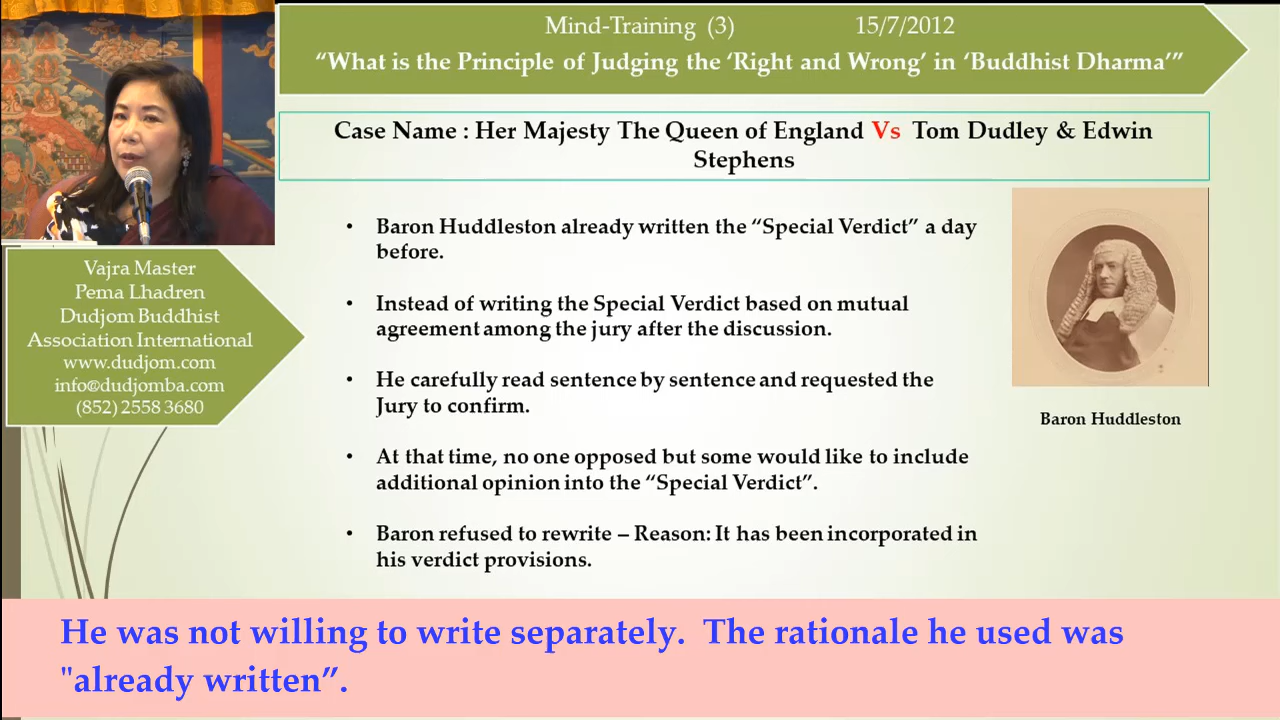 Mind-Training (3) 15/7/2012
“What is the Principle of Judging the ‘Right and Wrong’ in ‘Buddhist Dharma’”
Case Name : Her Majesty The Queen of England Vs Tom Dudley & Edwin
Stephens
Vajra Master
Pema Lhadren
Dudjom Buddhist
Association International
www.dudjom.com
info@dudjomba.com
(852) 2558 3680
• Baron Huddleston already written the “Special Verdict” a day
before.
• Instead of writing the Special Verdict based on mutual
agreement among the jury after the discussion.
• He carefully read sentence by sentence and requested the
Jury to confirm.
• At that time, no one opposed but some would like to include
additional opinion into the “Special Verdict”.
• Baron refused to rewrite – Reason: It has been incorporated in
his verdict provisions.
Baron Huddleston
He was not willing to write separately. The rationale he used was
"already written”.